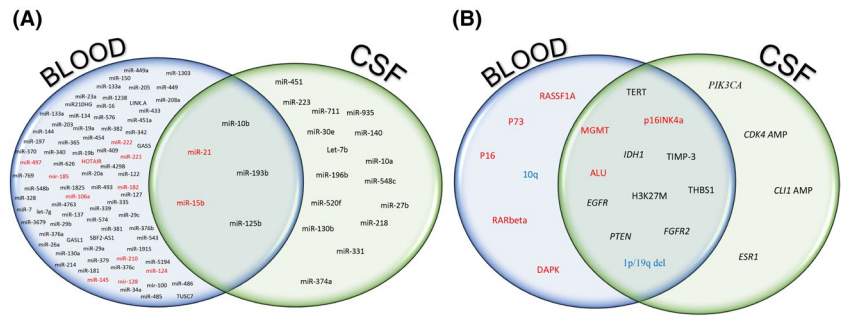 (A)
BLOOD
CSF
miR-449a
miR-150 miR-1303
miR-133a miR-205 miR-449
miR-23a miR-1238 miR-208a
miR210HG miR-16 LINK.A
miR-133a miR-134 miR-576 miR-433
miR-203 miR-19a miR-382 miR-451a
miR-144 miR-454 miR-342
miR-197 miR-365 miR-222 GAS5
miR-370 miR-340 miR-19b miR-409 miR-221
miR-497 miR-626 HOTAIR miR-4298
miR-769 mir-185 miR-20a miR-122
miR-548b miR-1825 miR-493 miR-182
miR-328 miR-106a miR-127
miR-7 let-7g miR-4763 miR-335
miR-137 miR-339 miR-29c
miR-3679 miR-29b miR-574
miR-376a miR-381 miR-376b
miR-26a GASL1 SBF2-AS1 miR-543
miR-130a miR-29a miR-1915
miR-214 miR-379 miR-210 miR-5194
miR-181 miR-376c miR-124
miR-145 mir-128 mir-100 miR-486
miR-34a
miR-485 TUSC7
miR-10b
miR-21
miR-193b
miR-15b
miR-125b
miR-451
miR-223
miR-711 miR-935
miR-30e miR-140
Let-7b
miR-10a
miR-196b
miR-548c
miR-520f miR-27b
miR-130b miR-218
miR-331
miR-374a
(B)
BLOOD
CSF
RASSF1A
P73
P16
10q
RARbeta
DAPK
TERT
MGMT p16INK4a
IDH1 TIMP-3
ALU
EGFR H3K27M THBS1
PTEN FGFR2
1p/19q del
PIK3CA
CDK4 AMP
CLI1 AMP
ESR1